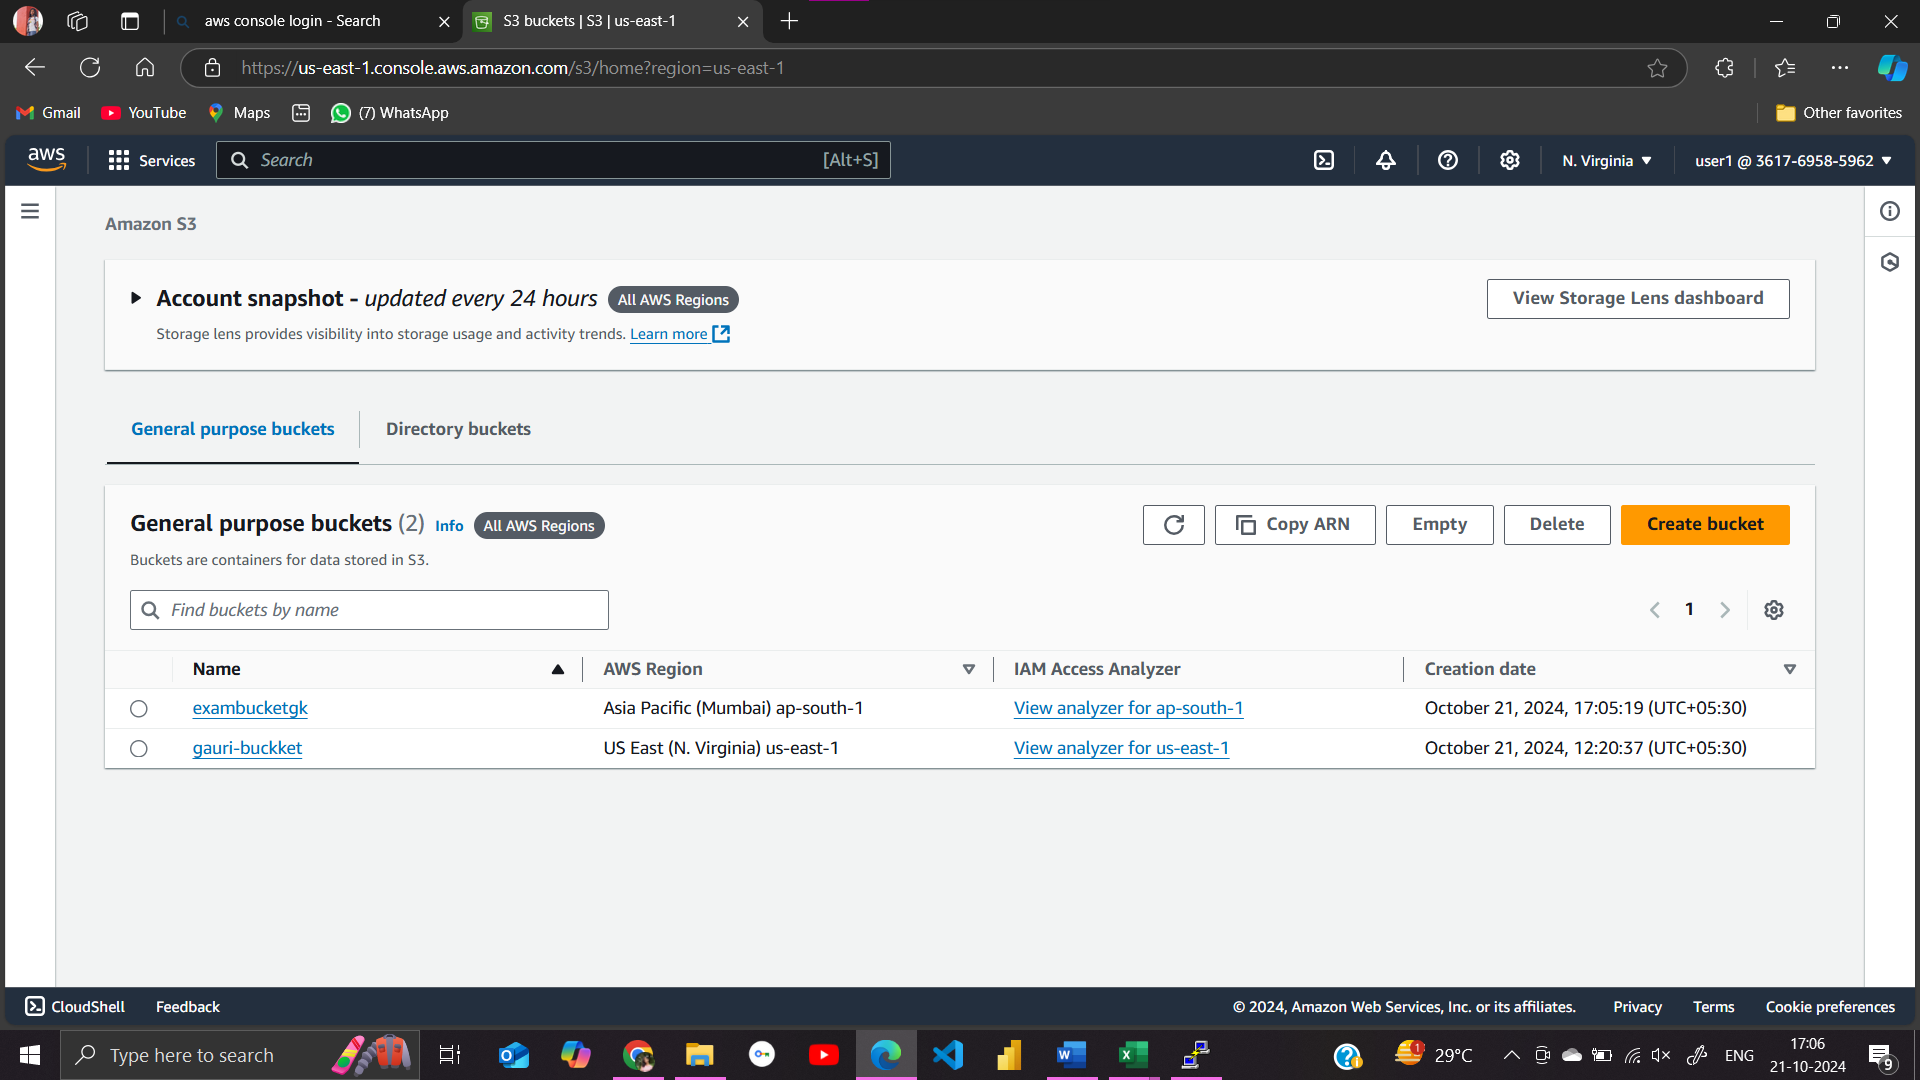 aws console login - Search
S3 buckets | S3 | us-east-1
https://us-east-1.console.aws.amazon.com/s3/home?region=us-east-1
Gmail YouTube Maps (7) WhatsApp Other favorites
aws Services Search [Alt+S] N. Virginia user1 @ 3617-6958-5962
Amazon S3
Account snapshot - updated every 24 hours All AWS Regions View Storage Lens dashboard
Storage lens provides visibility into storage usage and activity trends. Learn more
General purpose buckets Directory buckets
General purpose buckets (2) Info All AWS Regions Copy ARN Empty Delete Create bucket
Buckets are containers for data stored in S3.
Find buckets by name 1
Name AWS Region IAM Access Analyzer Creation date
exambucketgk Asia Pacific (Mumbai) ap-south-1 View analyzer for ap-south-1 October 21, 2024, 17:05:19 (UTC+05:30)
gauri-buckket US East (N. Virginia) us-east-1 View analyzer for us-east-1 October 21, 2024, 12:20:37 (UTC+05:30)
CloudShell Feedback © 2024, Amazon Web Services, Inc. or its affiliates. Privacy Terms Cookie preferences
Type here to search 1 29°C ENG 17:06
21-10-2024 9